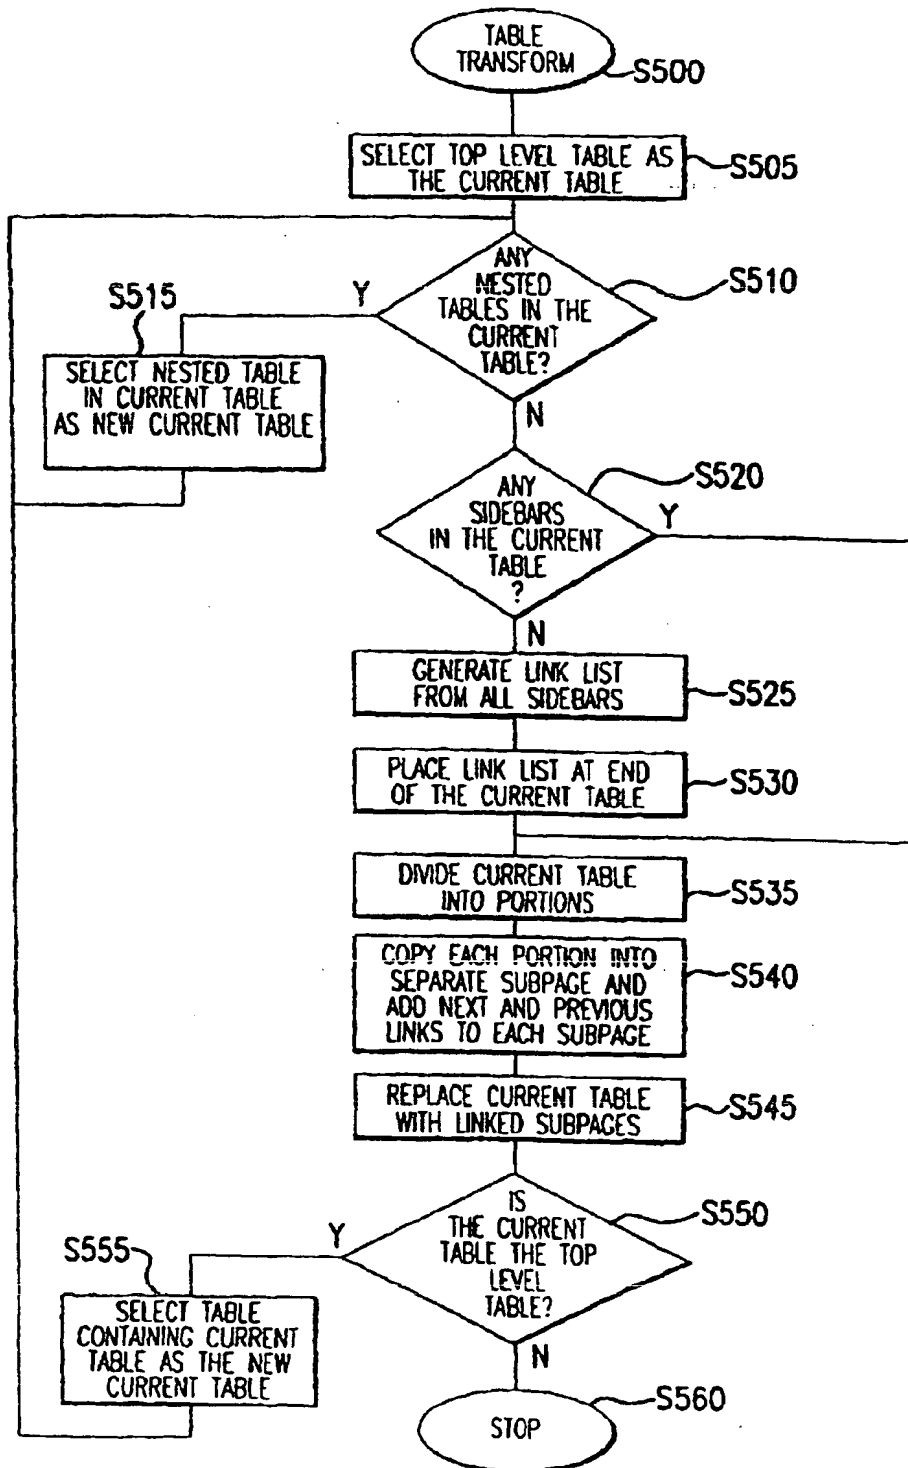 TABLE
TRANSFORM
S500
SELECT TOP LEVEL TABLE AS
THE CURRENT TABLE
S505
ANY
NESTED
TABLES IN THE
CURRENT
TABLE?
S510
Y
S515
SELECT NESTED TABLE
IN CURRENT TABLE
AS NEW CURRENT TABLE
N
ANY
SIDEBARS
IN THE CURRENT
TABLE
?
S520
Y
N
GENERATE LINK LIST
FROM ALL SIDEBARS
S525
PLACE LINK LIST AT END
OF THE CURRENT TABLE
S530
DIVIDE CURRENT TABLE
INTO PORTIONS
S535
COPY EACH PORTION INTO
SEPARATE SUBPAGE AND
ADD NEXT AND PREVIOUS
LINKS TO EACH SUBPAGE
S540
REPLACE CURRENT TABLE
WITH LINKED SUBPAGES
S545
IS
THE CURRENT
TABLE THE TOP
LEVEL
TABLE?
S550
Y
S555
SELECT TABLE
CONTAINING CURRENT
TABLE AS THE NEW
CURRENT TABLE
N
STOP
S560